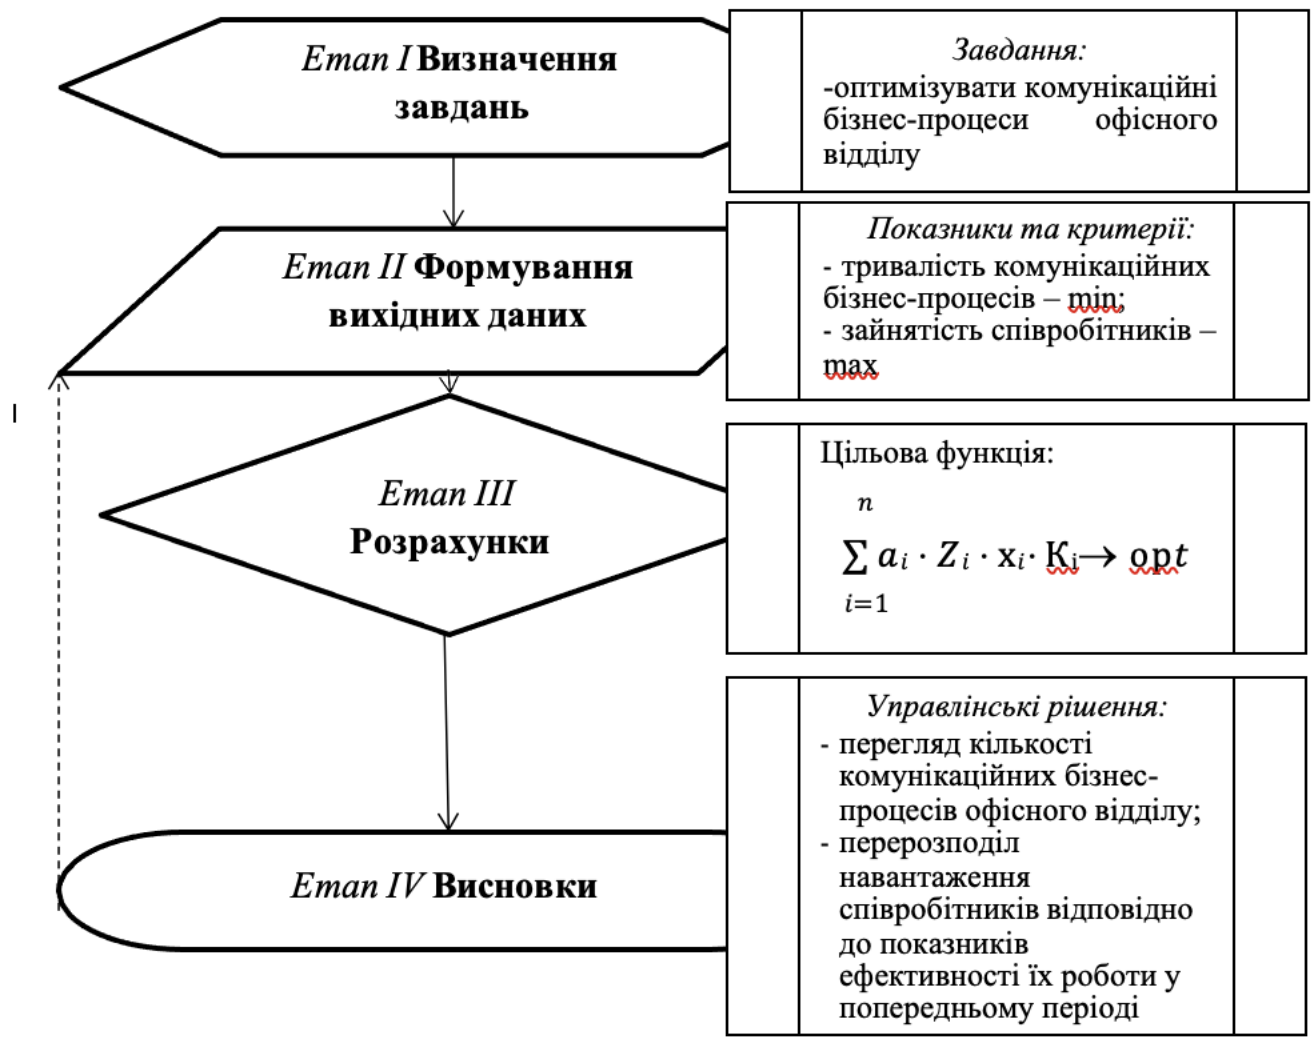 Етап I Визначення
завдань
Завдання:
-оптимізувати комунікаційні
бізнес-процеси офісного
відділу
Етап II Формування
вихідних даних
Показники та критерії:
- тривалість комунікаційних
бізнес-процесів – min;
- зайнятість співробітників –
max
Етап III
Розрахунки
Цільова функція:
n
∑ aᵢ · Zᵢ · xᵢ · Kᵢ → opt
i=1
Етап IV Висновки
Управлінські рішення:
- перегляд кількості
комунікаційних бізнес-
процесів офісного відділу;
- перерозподіл
навантаження
співробітників відповідно
до показників
ефективності їх роботи у
попередньому періоді